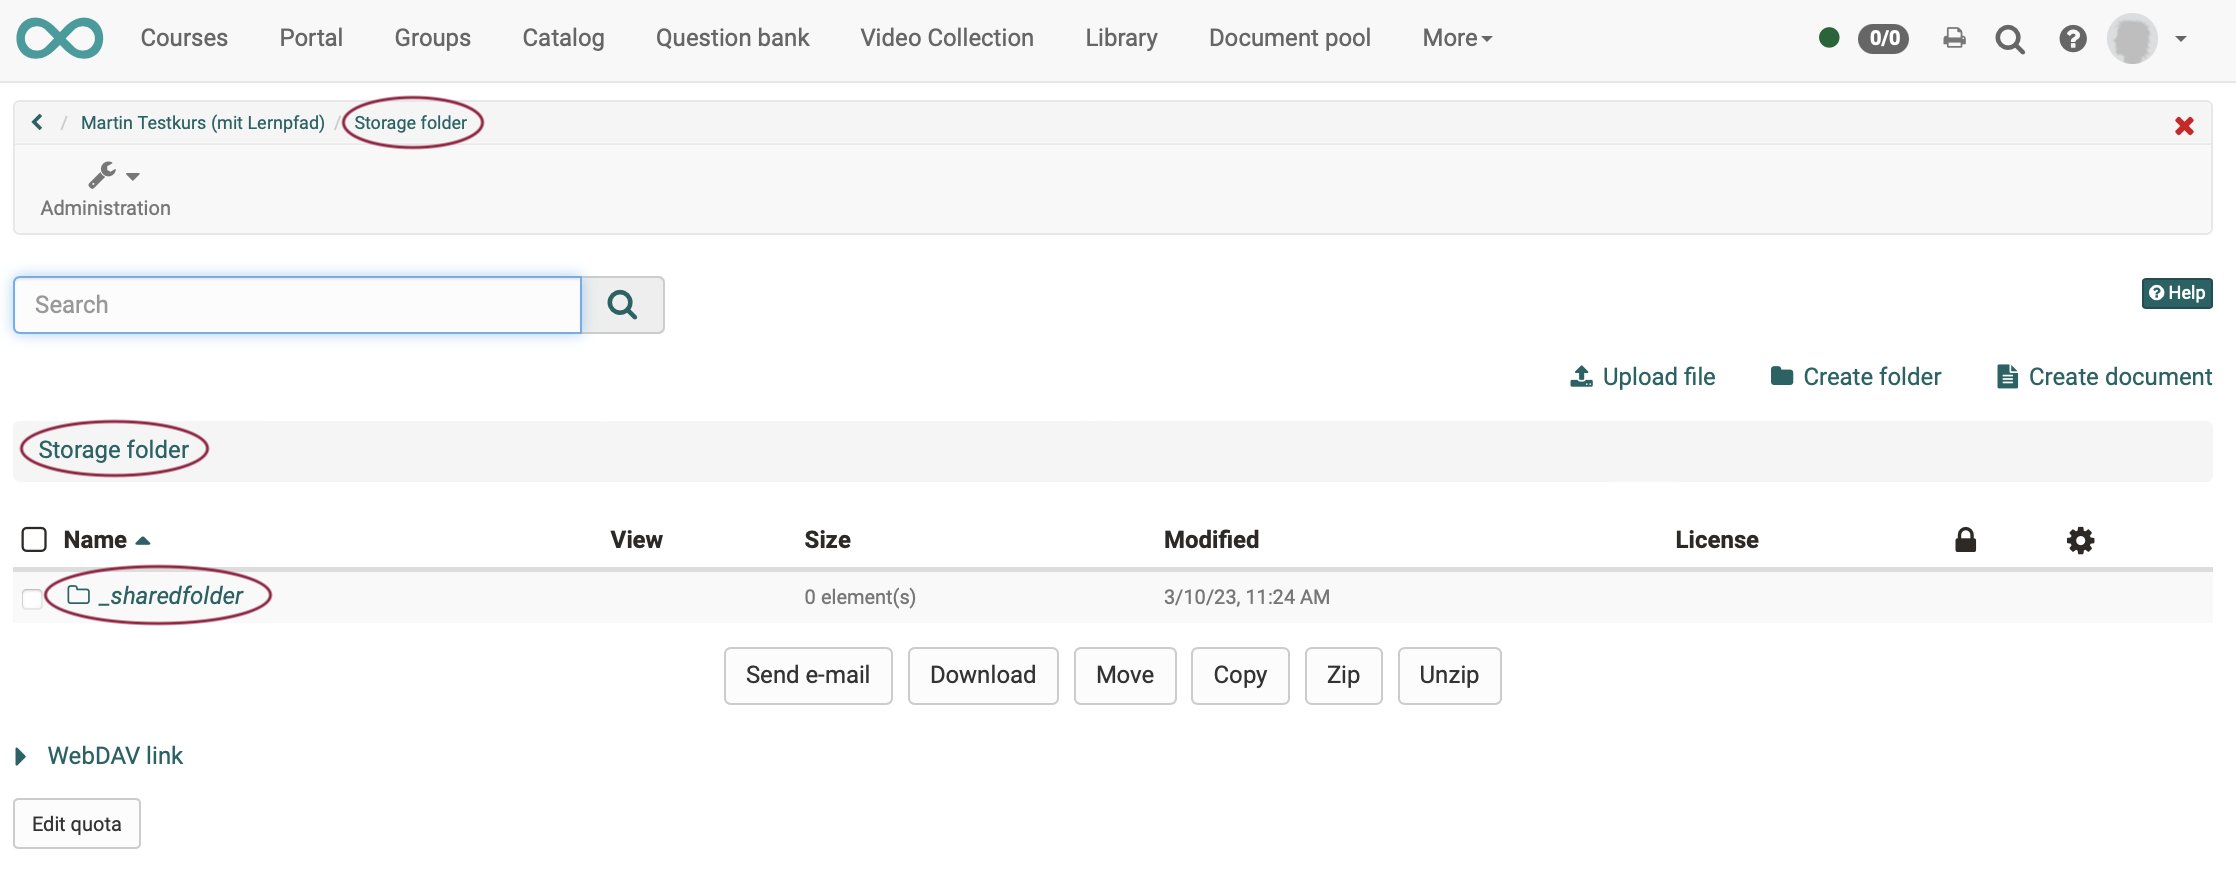 Courses Portal Groups Catalog Question bank Video Collection Library Document pool More 0/0
/ Martin Testkurs (mit Lernpfad) / Storage folder
Administration
Search
Help
Upload file Create folder Create document
Storage folder
Name View Size Modified License
_sharedfolder 0 element(s) 3/10/23, 11:24 AM
Send e-mail Download Move Copy Zip Unzip
WebDAV link
Edit quota